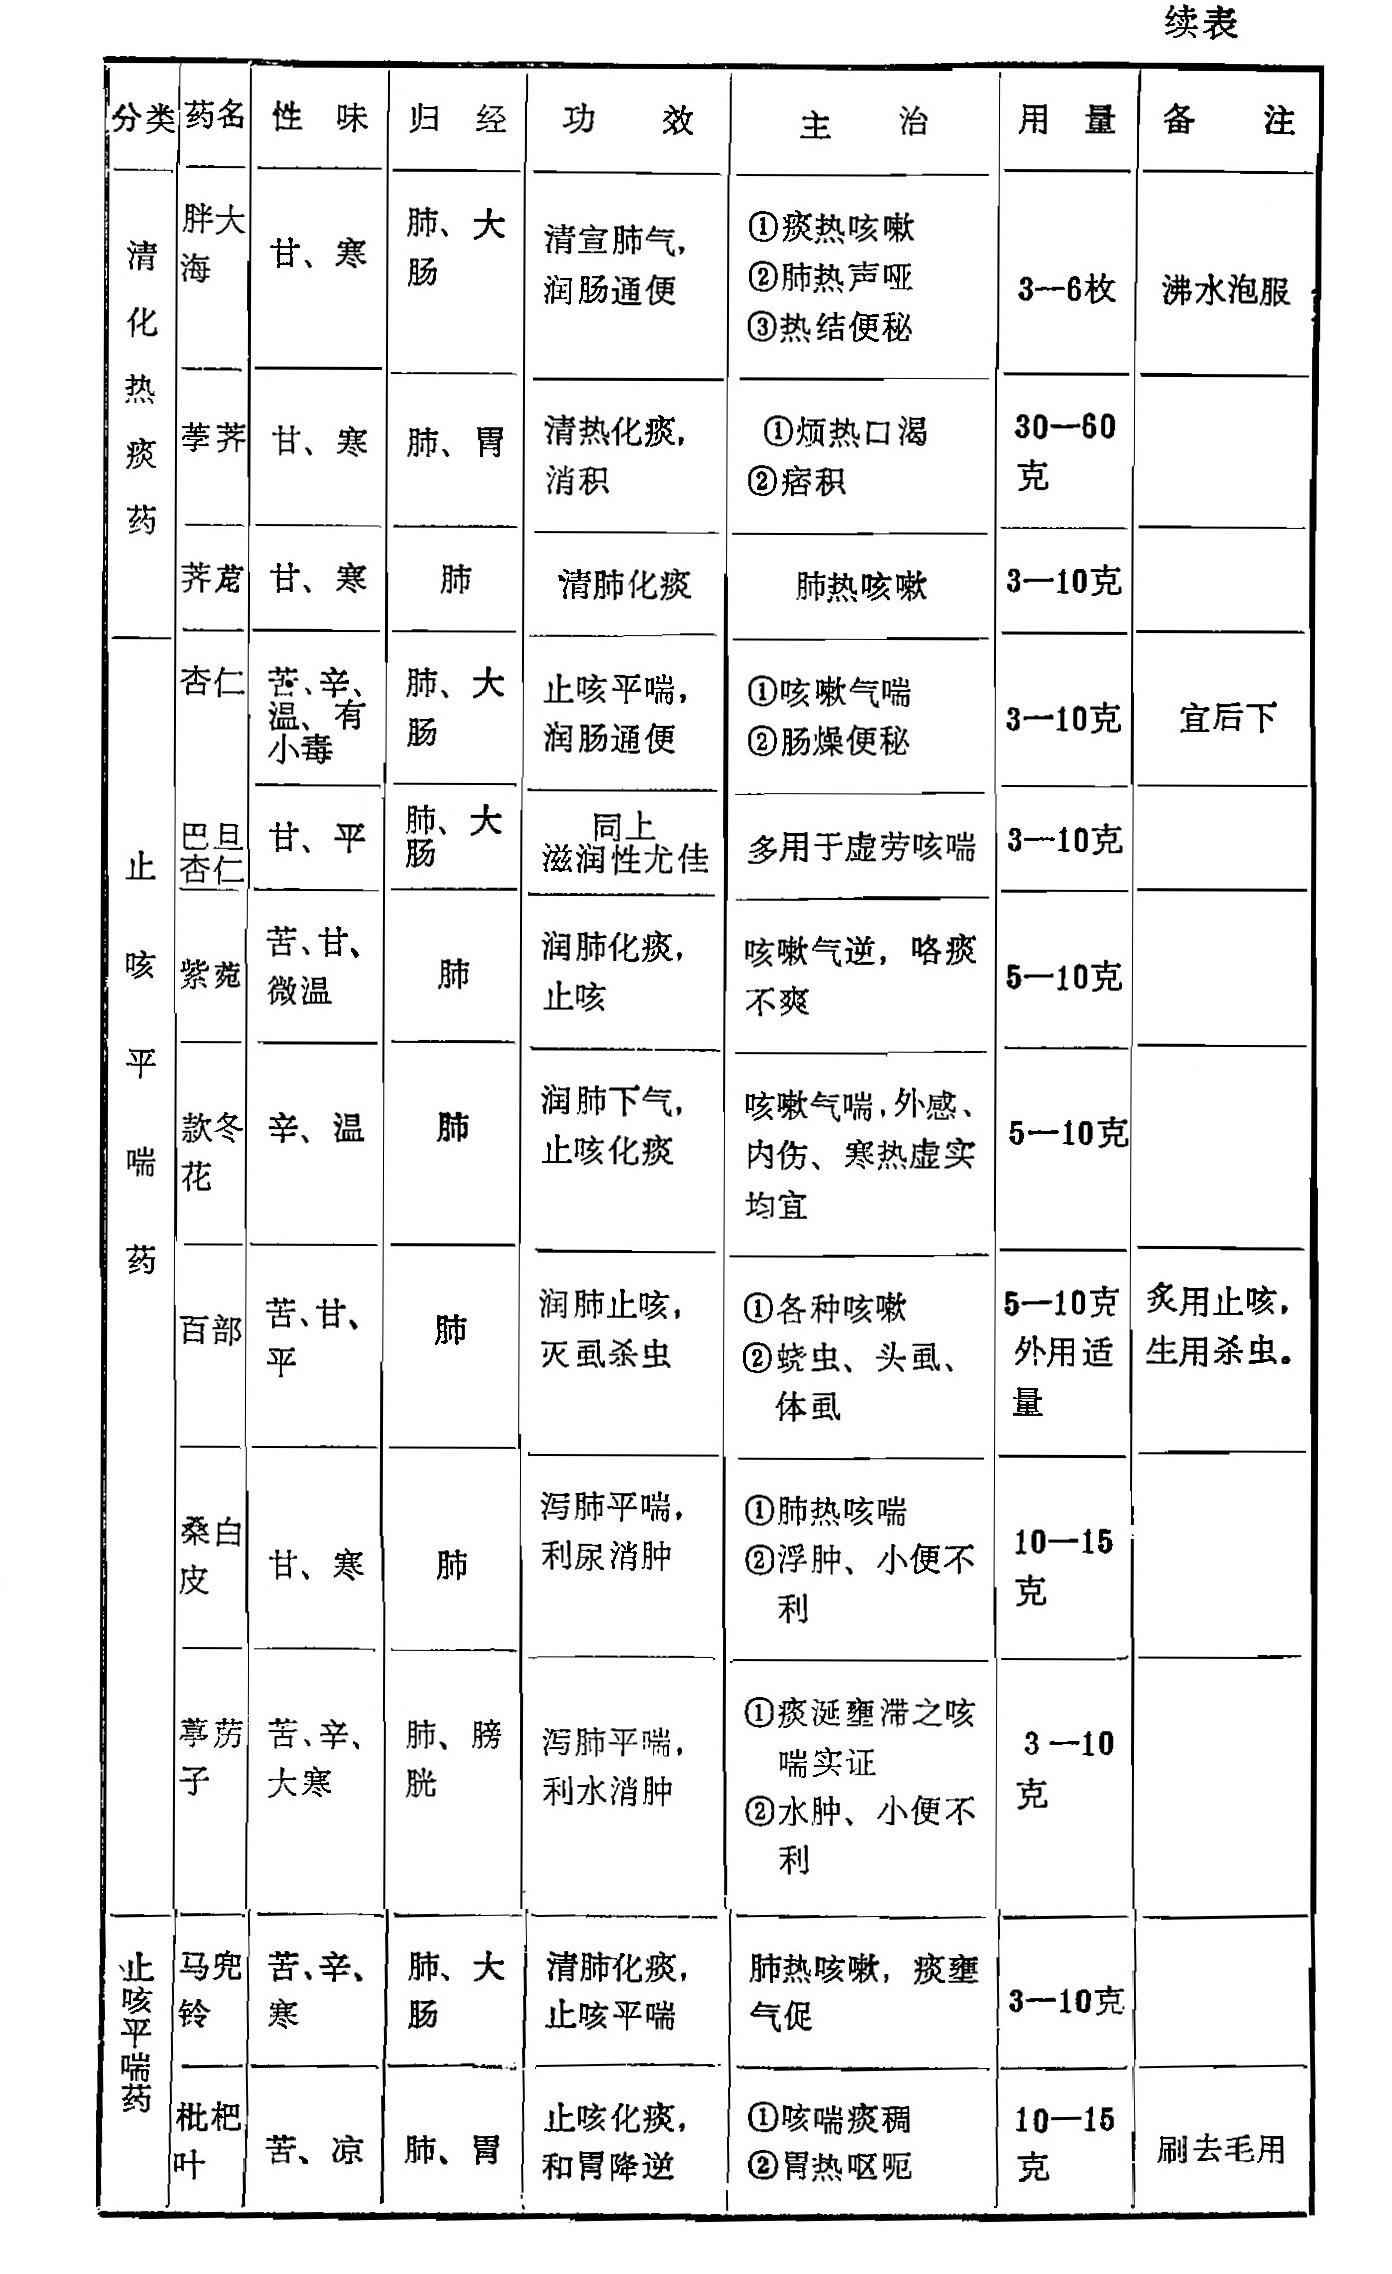 续表
分类 药名 性味 归经 功效 主治 用量 备注
清化热痰药
胖大
海
甘、寒
肺、大
肠
清宣肺气，
润肠通便
①痰热咳嗽
②肺热声哑
③热结便秘
3—6枚
沸水泡服
荸荠
甘、寒
肺、胃
清热化痰，
消积
①烦热口渴
②痞积
30—60
克
荠苨
甘、寒
肺
清肺化痰
肺热咳嗽
3—10克
止咳平喘药
杏仁
苦、辛、
温、有
小毒
肺、大
肠
止咳平喘，
润肠通便
①咳嗽气喘
②肠燥便秘
3—10克
宜后下
巴旦
杏仁
甘、平
肺、大
肠
同上
滋润性尤佳
多用于虚劳咳喘
3—10克
紫菀
苦、甘、
微温
肺
润肺化痰，
止咳
咳嗽气逆，咯痰
不爽
5—10克
款冬
花
辛、温
肺
润肺下气，
止咳化痰
咳嗽气喘，外感、
内伤、寒热虚实
均宜
5—10克
百部
苦、甘、
平
肺
润肺止咳，
灭虱杀虫
①各种咳嗽
②蛲虫、头虱、
体虱
5—10克
外用适
量
炙用止咳，
生用杀虫。
桑白
皮
甘、寒
肺
泻肺平喘，
利尿消肿
①肺热咳喘
②浮肿、小便不
利
10—15
克
葶苈
子
苦、辛、
大寒
肺、膀
胱
泻肺平喘，
利水消肿
①痰涎壅滞之咳
喘实证
②水肿、小便不
利
3—10
克
止咳平喘药
马兜
铃
苦、辛、
寒
肺、大
肠
清肺化痰，
止咳平喘
肺热咳嗽，痰壅
气促
3—10克
枇杷
叶
苦、凉
肺、胃
止咳化痰，
和胃降逆
①咳喘痰稠
②胃热呕呃
10—15
克
刷去毛用